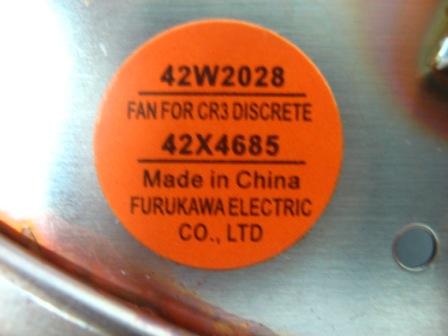 42W2028
FAN FOR CR3 DISCRETE
42X4685
Made in China
FURUKAWA ELECTRIC
CO., LTD